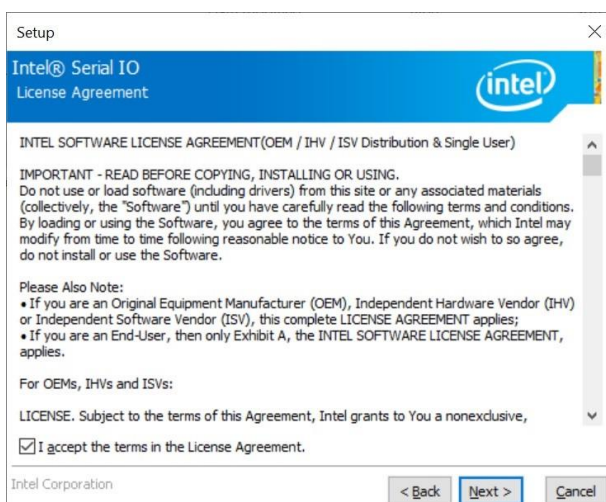 Setup
Intel® Serial IO
License Agreement
intel
INTEL SOFTWARE LICENSE AGREEMENT(OEM / IHV / ISV Distribution & Single User)
IMPORTANT - READ BEFORE COPYING, INSTALLING OR USING.
Do not use or load software (including drivers) from this site or any associated materials
(collectively, the "Software") until you have carefully read the following terms and conditions.
By loading or using the Software, you agree to the terms of this Agreement, which Intel may
modify from time to time following reasonable notice to You. If you do not wish to so agree,
do not install or use the Software.
Please Also Note:
• If you are an Original Equipment Manufacturer (OEM), Independent Hardware Vendor (IHV)
or Independent Software Vendor (ISV), this complete LICENSE AGREEMENT applies;
• If you are an End-User, then only Exhibit A, the INTEL SOFTWARE LICENSE AGREEMENT,
applies.
For OEMs, IHVs and ISVs:
LICENSE. Subject to the terms of this Agreement, Intel grants to You a nonexclusive,
I accept the terms in the License Agreement.
Intel Corporation
< Back Next > Cancel